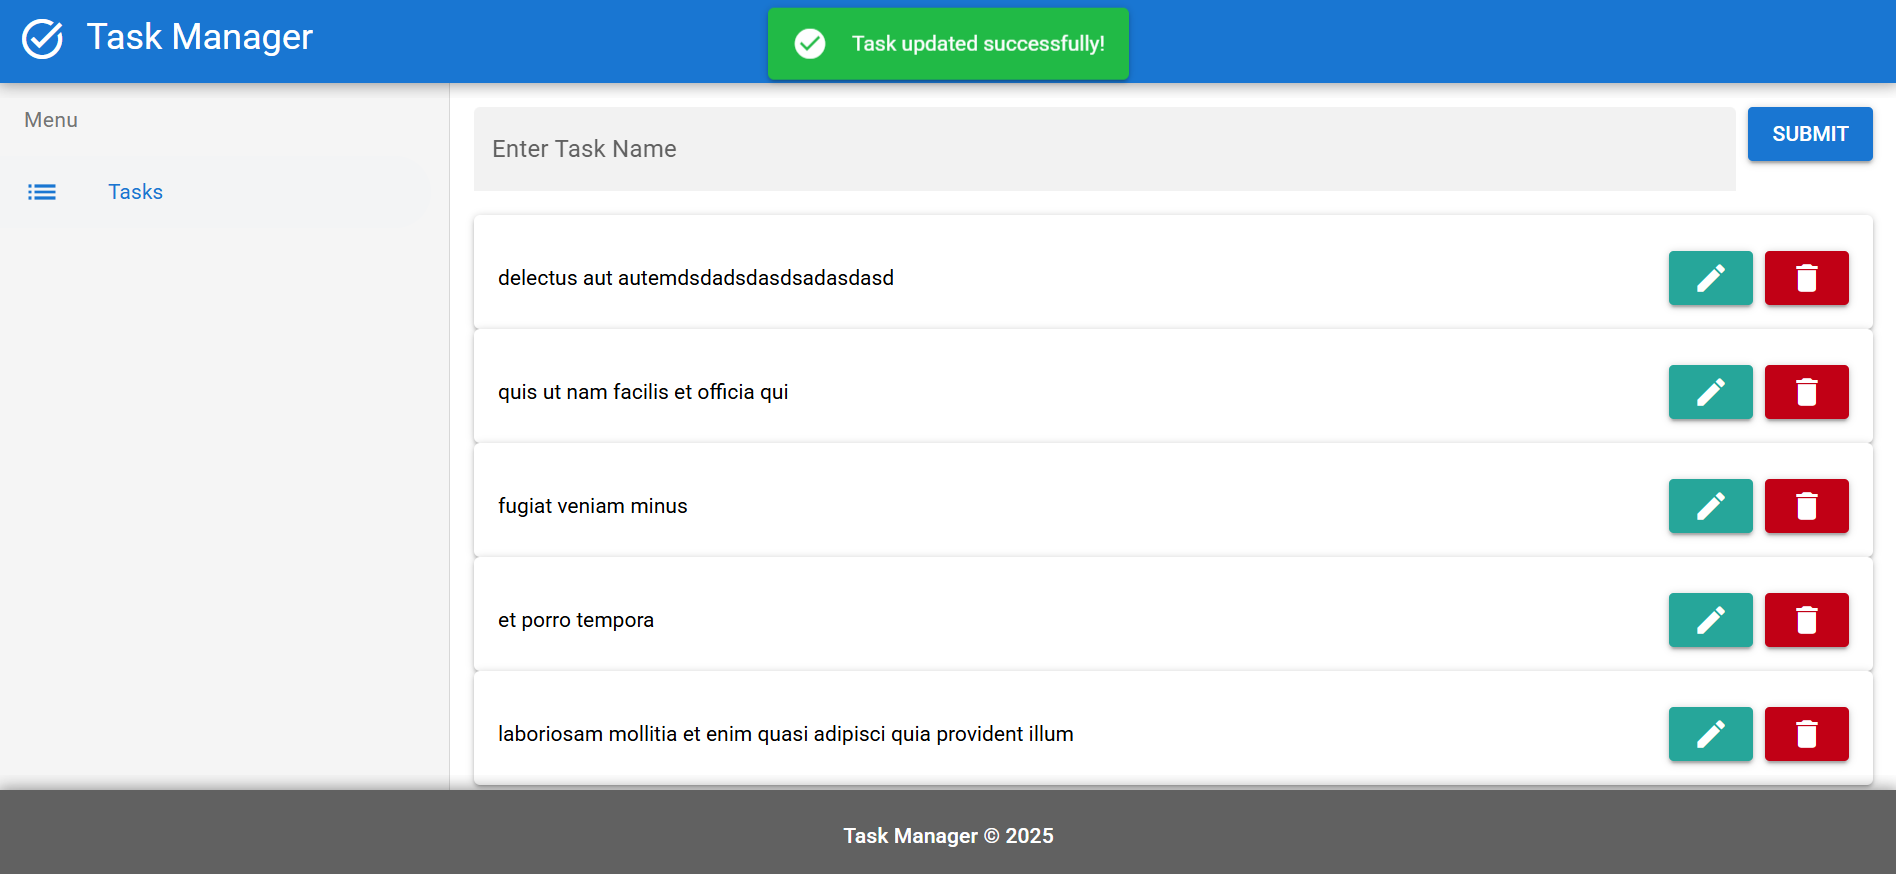 Task Manager
Task updated successfully!
Menu
Tasks
Enter Task Name
SUBMIT
delectus aut autemdsdadsdasdsadasdasd
quis ut nam facilis et officia qui
fugiat veniam minus
et porro tempora
laboriosam mollitia et enim quasi adipisci quia provident illum
Task Manager © 2025